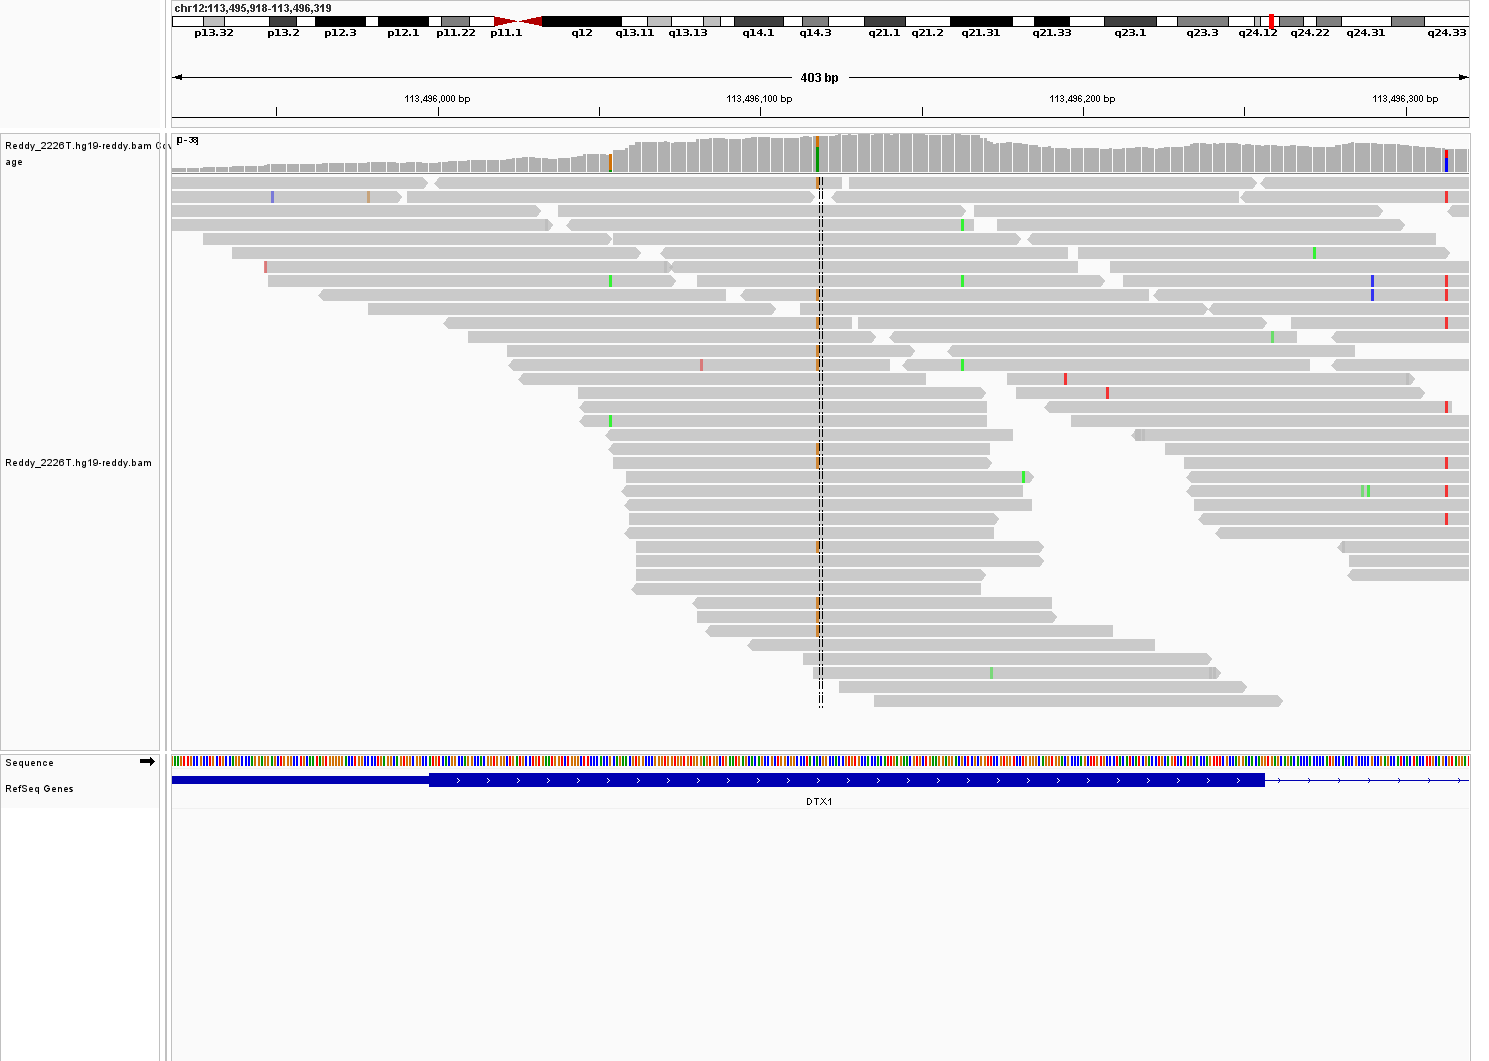 chr12:113,495,918-113,496,319
p13.32 p13.2 p12.3 p12.1 p11.22 p11.1 q12 q13.11 q13.13 q14.1 q14.3 q21.1 q21.2 q21.31 q21.33 q23.1 q23.3 q24.12 q24.22 q24.31 q24.33
403 bp
113,496,000 bp 113,496,100 bp 113,496,200 bp 113,496,300 bp
Reddy_2226T.hg19-reddy.bam
age
[0-38]
Reddy_2226T.hg19-reddy.bam
Sequence
RefSeq Genes
DTX1